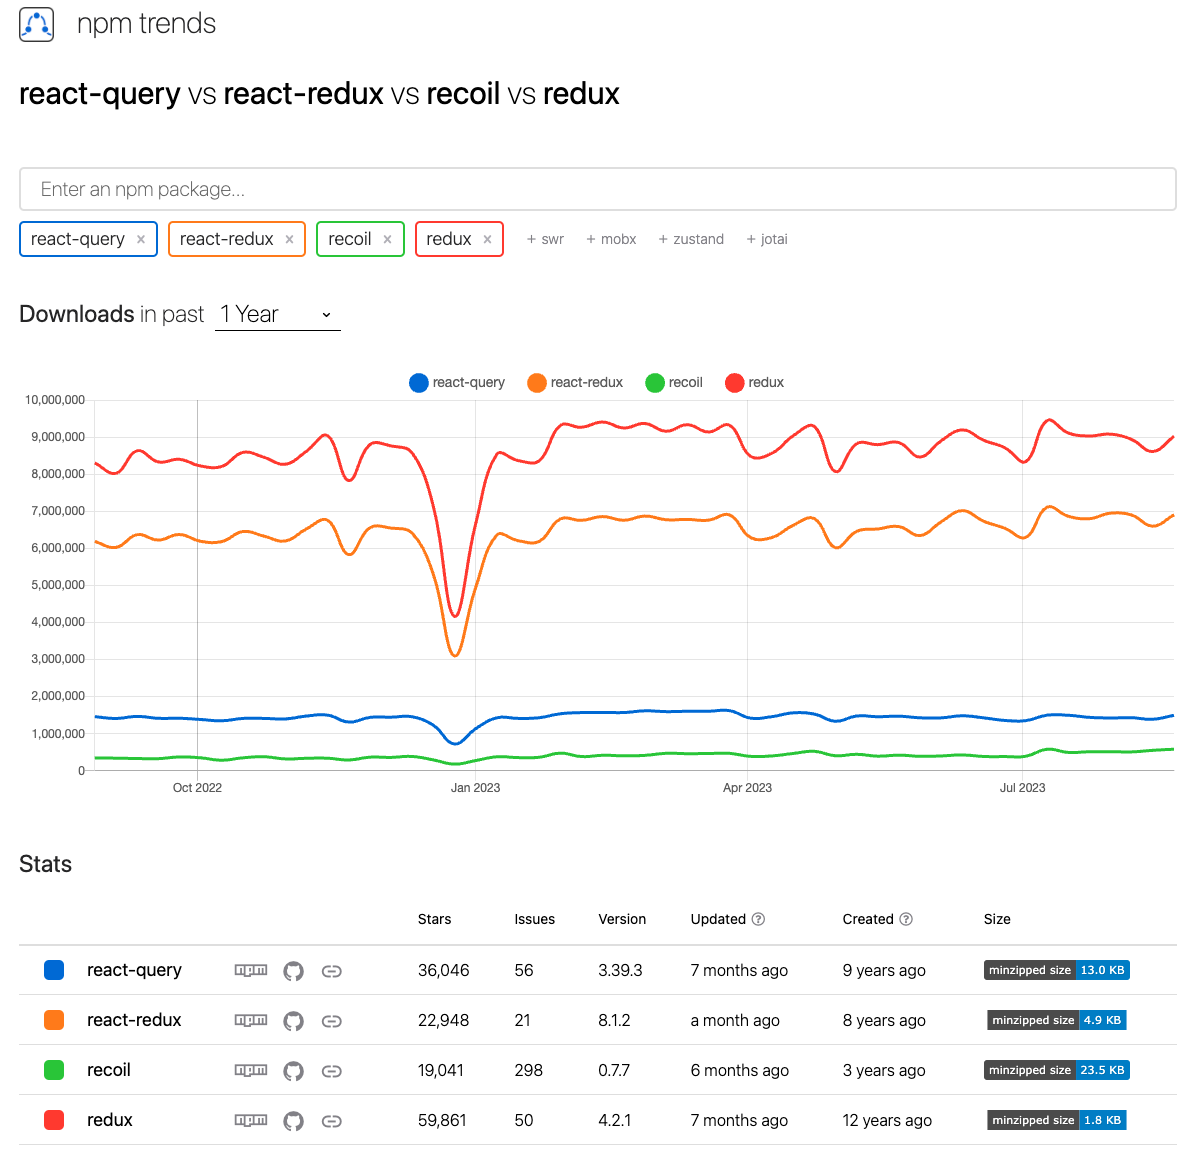 npm trends
react-query vs react-redux vs recoil vs redux
Enter an npm package...
react-query × react-redux × recoil × redux × + swr + mobx + zustand + jotai
Downloads in past 1 Year
react-query react-redux recoil redux
10,000,000
9,000,000
8,000,000
7,000,000
6,000,000
5,000,000
4,000,000
3,000,000
2,000,000
1,000,000
0
Oct 2022 Jan 2023 Apr 2023 Jul 2023
Stats
Stars Issues Version Updated ? Created ? Size
react-query npm 36,046 56 3.39.3 7 months ago 9 years ago minzipped size 13.0 KB
react-redux npm 22,948 21 8.1.2 a month ago 8 years ago minzipped size 4.9 KB
recoil npm 19,041 298 0.7.7 6 months ago 3 years ago minzipped size 23.5 KB
redux npm 59,861 50 4.2.1 7 months ago 12 years ago minzipped size 1.8 KB